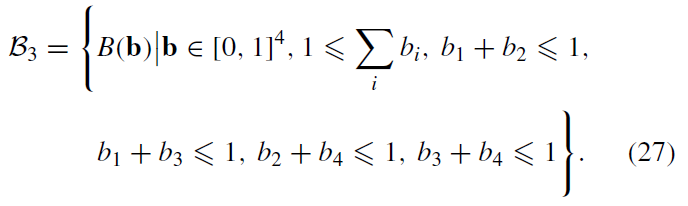 ℬ₃ = { B(𝐛) | 𝐛 ∈ [0, 1]⁴, 1 ⩽ ∑ᵢ bᵢ, b₁ + b₂ ⩽ 1,
b₁ + b₃ ⩽ 1, b₂ + b₄ ⩽ 1, b₃ + b₄ ⩽ 1 }. (27)